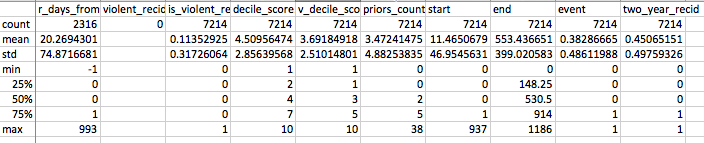 r_days_from violent_recid is_violent_re decile_score v_decile_sco priors_count start end event two_year_recid
count 2316 0 7214 7214 7214 7214 7214 7214 7214 7214
mean 20.2694301 0.11352925 4.50956474 3.69184918 3.47241475 11.4650679 553.436651 0.38286665 0.45065151
std 74.8716681 0.31726064 2.85639568 2.51014801 4.88253835 46.9545631 399.020583 0.48611988 0.49759326
min -1 0 1 1 0 0 0 0 0
25% 0 0 2 1 0 0 148.25 0 0
50% 0 0 4 3 2 0 530.5 0 0
75% 1 0 7 5 5 1 914 1 1
max 993 1 10 10 38 937 1186 1 1